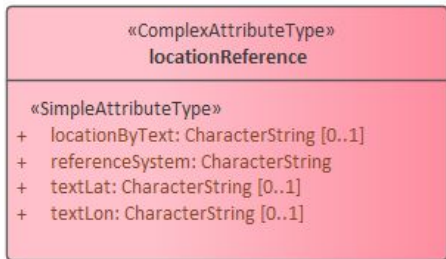 «ComplexAttributeType»
locationReference
«SimpleAttributeType»
+ locationByText: CharacterString [0..1]
+ referenceSystem: CharacterString
+ textLat: CharacterString [0..1]
+ textLon: CharacterString [0..1]